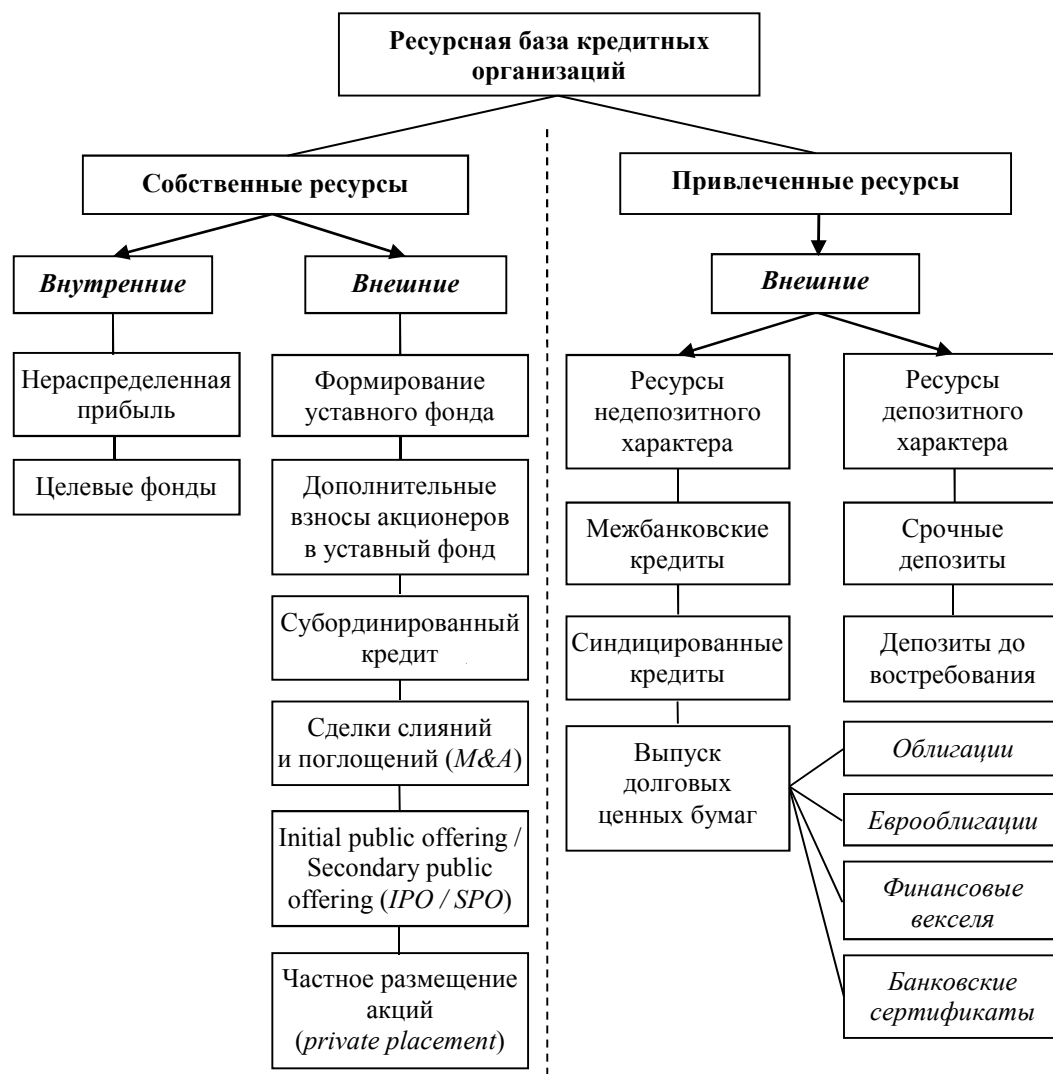 Ресурсная база кредитных
организаций
Собственные ресурсы
Привлеченные ресурсы
Внутренние
Внешние
Внешние
Нераспределенная
прибыль
Целевые фонды
Формирование
уставного фонда
Дополнительные
взносы акционеров
в уставный фонд
Субординированный
кредит
Сделки слияний
и поглощений (M&A)
Initial public offering /
Secondary public
offering (IPO / SPO)
Частное размещение
акций
(private placement)
Ресурсы
недепозитного
характера
Межбанковские
кредиты
Синдицированные
кредиты
Выпуск
долговых
ценных бумаг
Ресурсы
депозитного
характера
Срочные
депозиты
Депозиты до
востребования
Облигации
Еврооблигации
Финансовые
векселя
Банковские
сертификаты